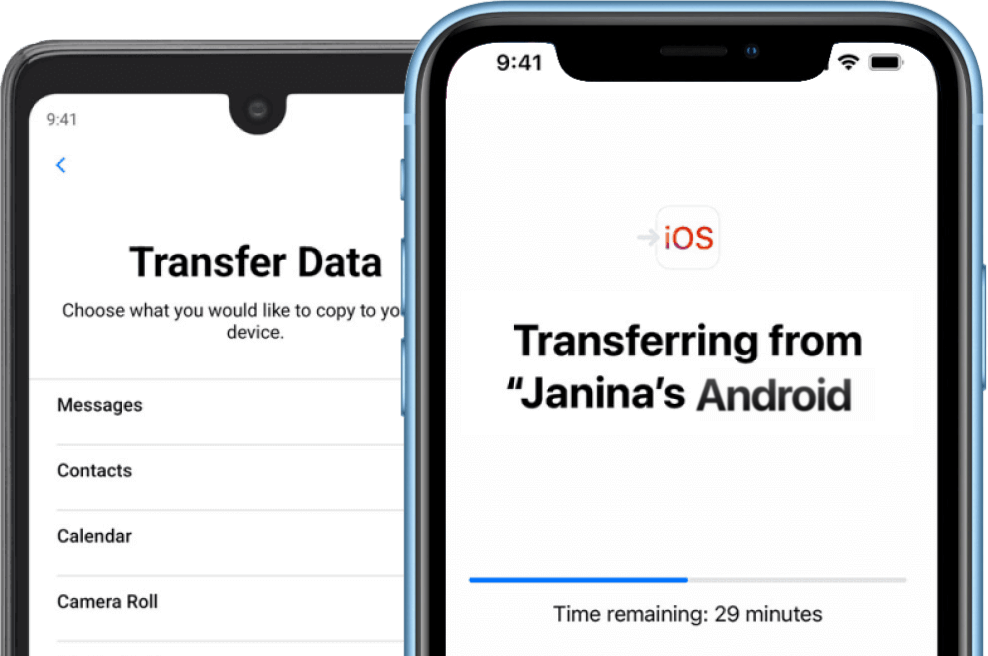 9:41
Transfer Data
Choose what you would like to copy to
device.
Messages
Contacts
Calendar
Camera Roll
9:41
iOS
Transferring from
“Janina’s Android
Time remaining: 29 minutes